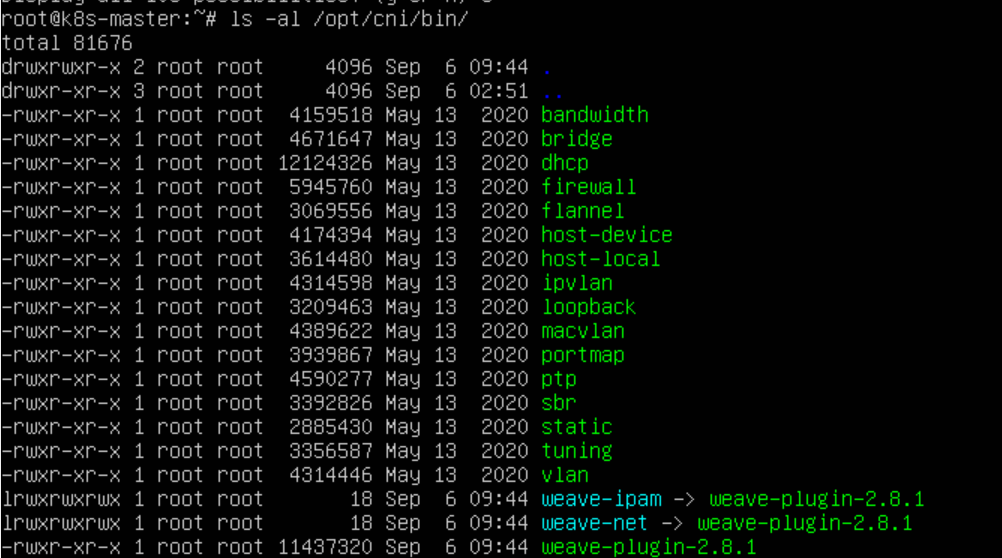 root@k8s-master:~# ls -al /opt/cni/bin/
total 81676
drwxrwxr-x 2 root root     4096 Sep  6 09:44 .
drwxr-xr-x 3 root root     4096 Sep  6 02:51 ..
-rwxr-xr-x 1 root root  4159518 May 13  2020 bandwidth
-rwxr-xr-x 1 root root  4671647 May 13  2020 bridge
-rwxr-xr-x 1 root root 12124326 May 13  2020 dhcp
-rwxr-xr-x 1 root root  5945760 May 13  2020 firewall
-rwxr-xr-x 1 root root  3069556 May 13  2020 flannel
-rwxr-xr-x 1 root root  4174394 May 13  2020 host-device
-rwxr-xr-x 1 root root  3614480 May 13  2020 host-local
-rwxr-xr-x 1 root root  4314598 May 13  2020 ipvlan
-rwxr-xr-x 1 root root  3209463 May 13  2020 loopback
-rwxr-xr-x 1 root root  4389622 May 13  2020 macvlan
-rwxr-xr-x 1 root root  3939867 May 13  2020 portmap
-rwxr-xr-x 1 root root  4590277 May 13  2020 ptp
-rwxr-xr-x 1 root root  3392826 May 13  2020 sbr
-rwxr-xr-x 1 root root  2885430 May 13  2020 static
-rwxr-xr-x 1 root root  3356587 May 13  2020 tuning
-rwxr-xr-x 1 root root  4314446 May 13  2020 vlan
lrwxrwxrwx 1 root root       18 Sep  6 09:44 weave-ipam -> weave-plugin-2.8.1
lrwxrwxrwx 1 root root       18 Sep  6 09:44 weave-net -> weave-plugin-2.8.1
-rwxr-xr-x 1 root root 11437320 Sep  6 09:44 weave-plugin-2.8.1